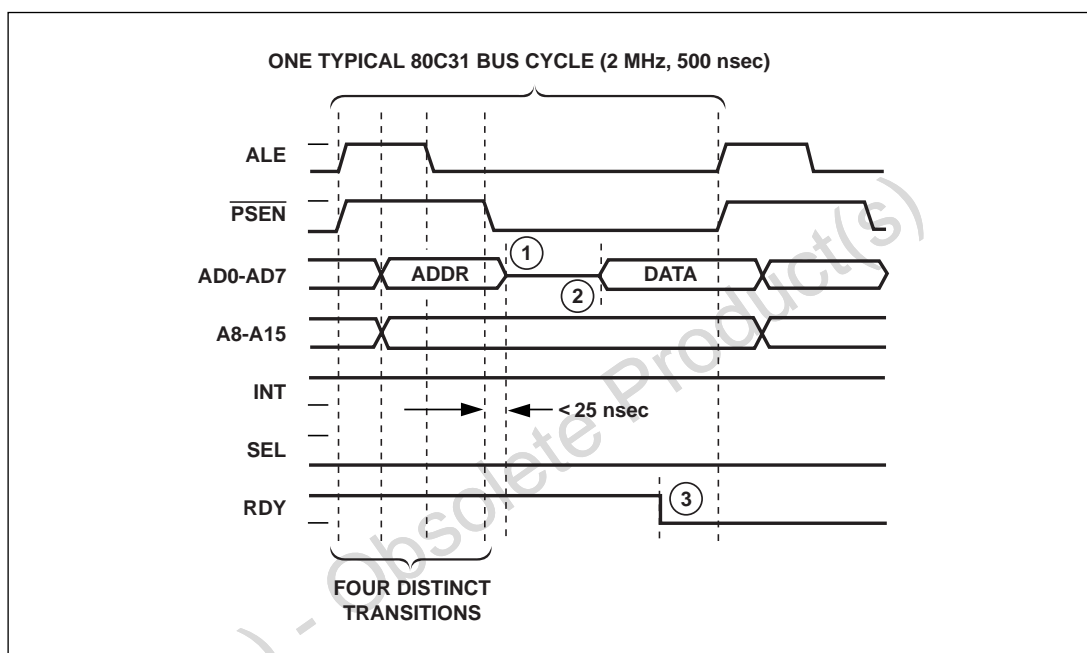 ONE TYPICAL 80C31 BUS CYCLE (2 MHz, 500 nsec)
ALE
PSEN
AD0-AD7
ADDR
1
2
DATA
A8-A15
INT
< 25 nsec
SEL
RDY
3
FOUR DISTINCT
TRANSITIONS
) - Obsolete Product(s)